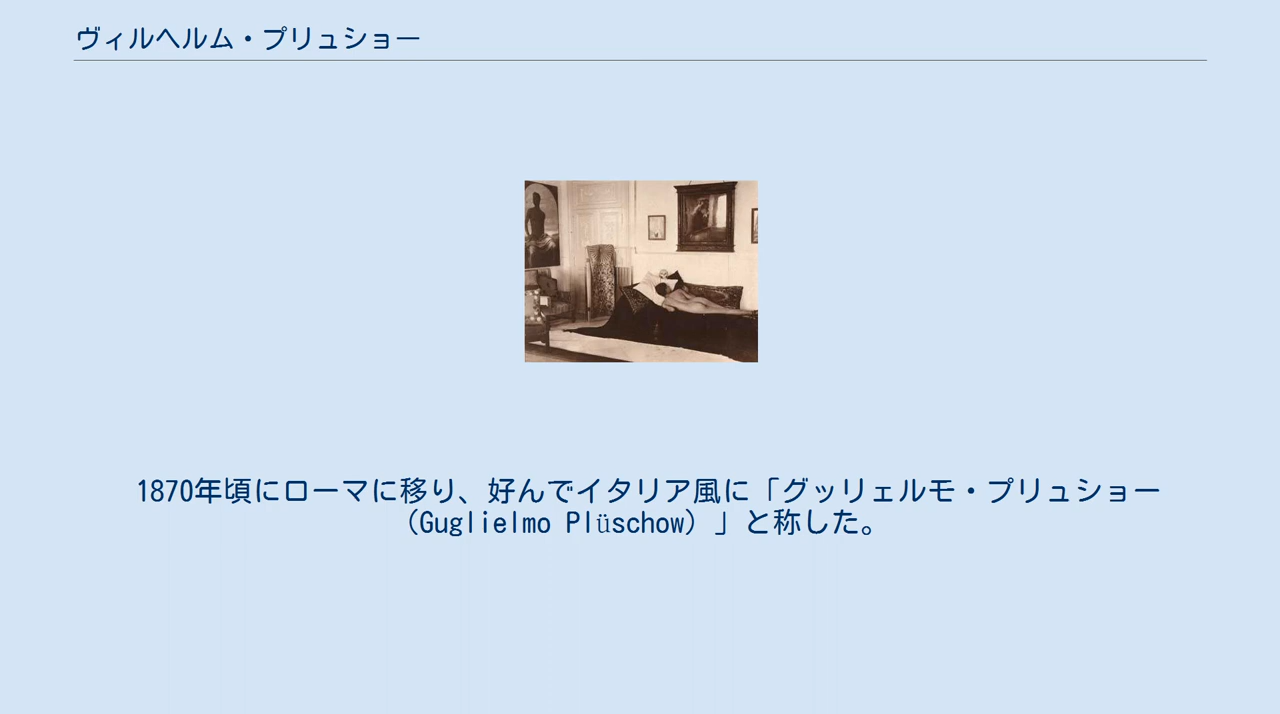 ヴィルヘルム・プリュショー
1870年頃にローマに移り、好んでイタリア風に「グッリェルモ・プリュショー
（Guglielmo Plüschow）」と称した。